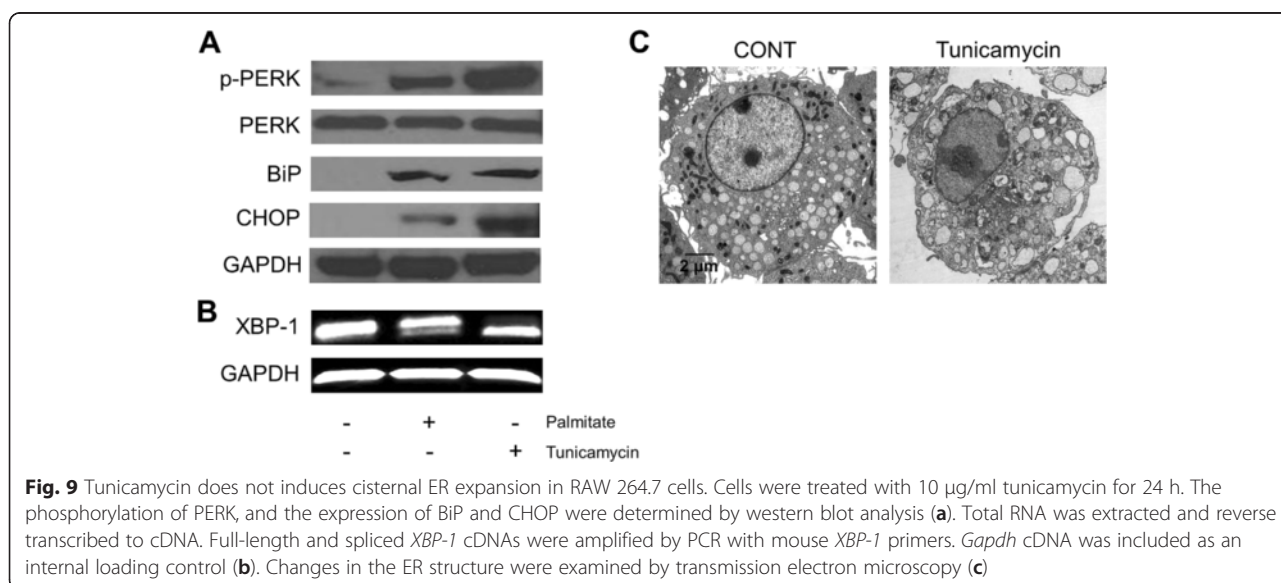 A
p-PERK
PERK
BiP
CHOP
GAPDH
B
XBP-1
GAPDH
- + - Palmitate
- - + Tunicamycin
C
CONT Tunicamycin
2 µm
Fig. 9 Tunicamycin does not induces cisternal ER expansion in RAW 264.7 cells. Cells were treated with 10 µg/ml tunicamycin for 24 h. The
phosphorylation of PERK, and the expression of BiP and CHOP were determined by western blot analysis (a). Total RNA was extracted and reverse
transcribed to cDNA. Full-length and spliced XBP-1 cDNAs were amplified by PCR with mouse XBP-1 primers. Gapdh cDNA was included as an
internal loading control (b). Changes in the ER structure were examined by transmission electron microscopy (c)